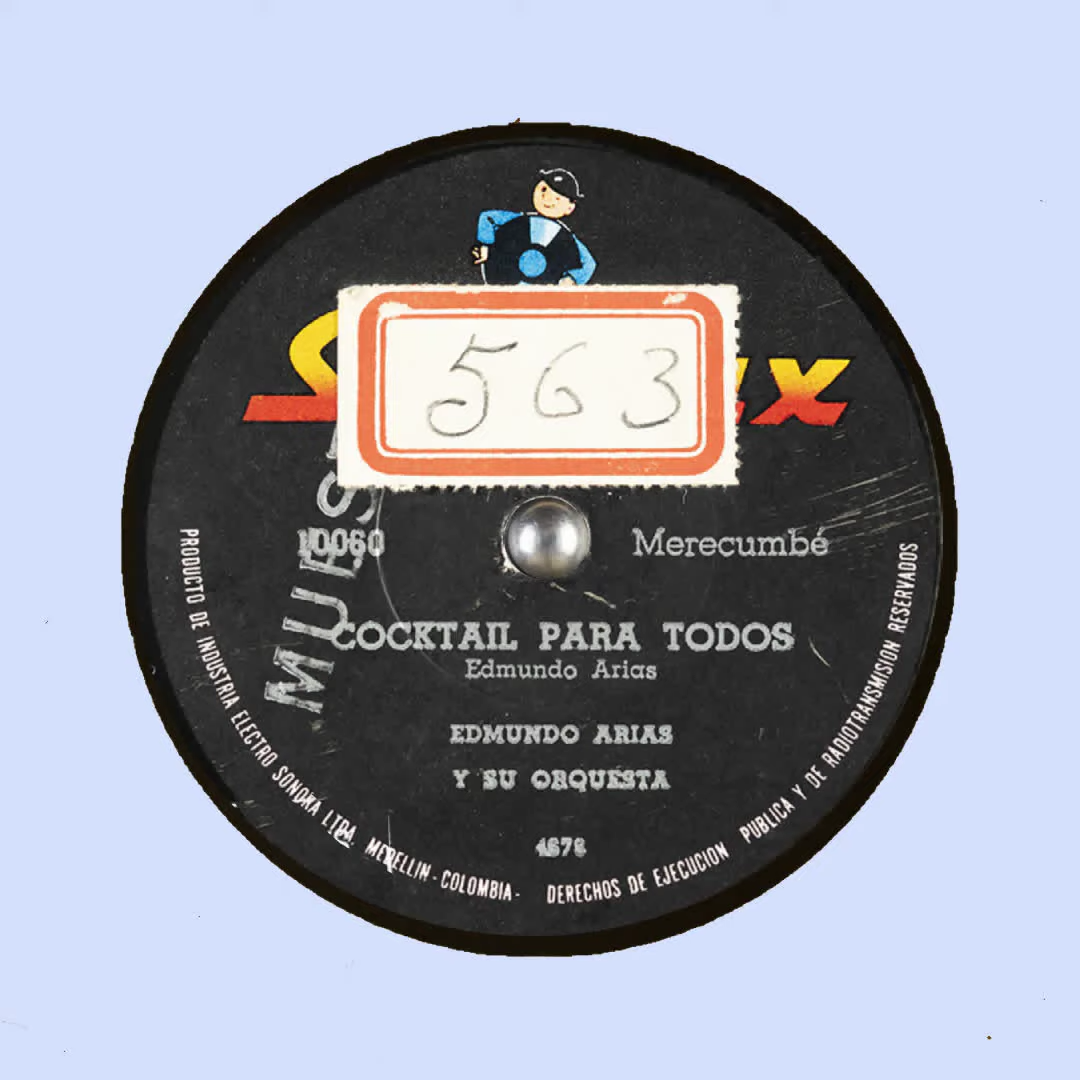 563
10060
Merecumbé
COCKTAIL PARA TODOS
Edmundo Arias
EDMUNDO ARIAS
Y SU ORQUESTA
4678
PRODUCTO DE INDUSTRIA ELECTRO SONORA LTDA. MEDELLIN - COLOMBIA - DERECHOS DE EJECUCION PUBLICA Y DE RADIOTRANSMISION RESERVADOS